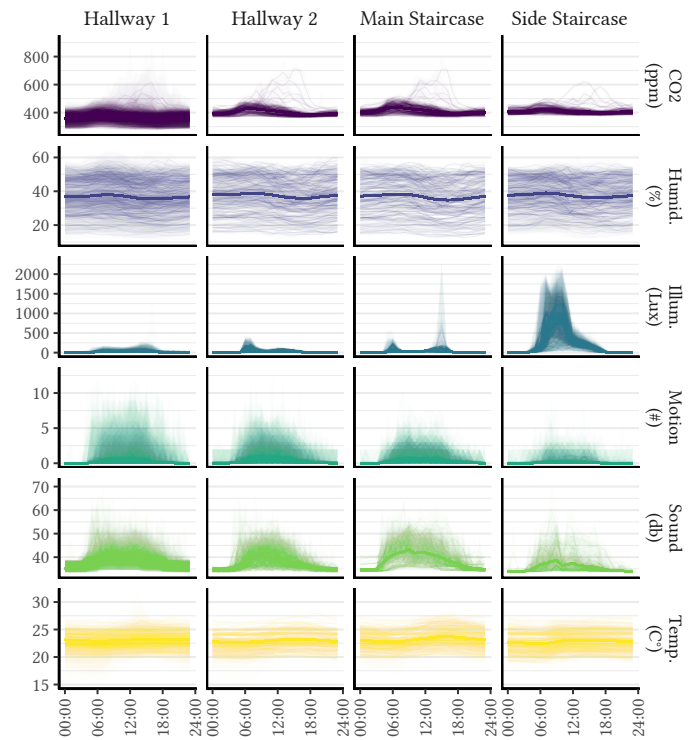 Hallway 1 Hallway 2 Main Staircase Side Staircase
800
600
400
CO2
(ppm)
60
40
20
Humid.
(%)
2000
1500
1000
500
0
Illum.
(Lux)
10
5
0
Motion
(#)
70
60
50
40
Sound
(db)
30
25
20
15
Temp.
(C°)
00:00 06:00 12:00 18:00 24:00 00:00 06:00 12:00 18:00 24:00 00:00 06:00 12:00 18:00 24:00 00:00 06:00 12:00 18:00 24:00